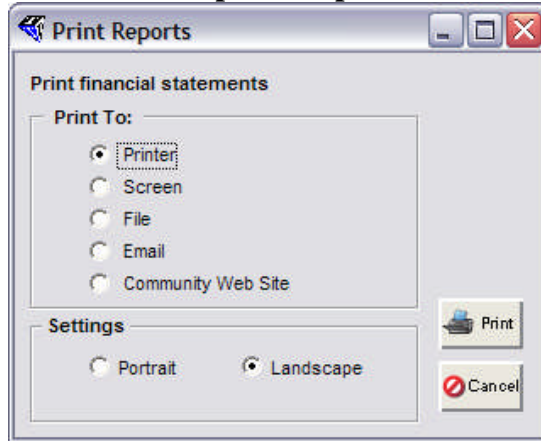 Print Reports
Print financial statements
Print To:
Printer
Screen
File
Email
Community Web Site
Settings
Portrait Landscape
Print
Cancel